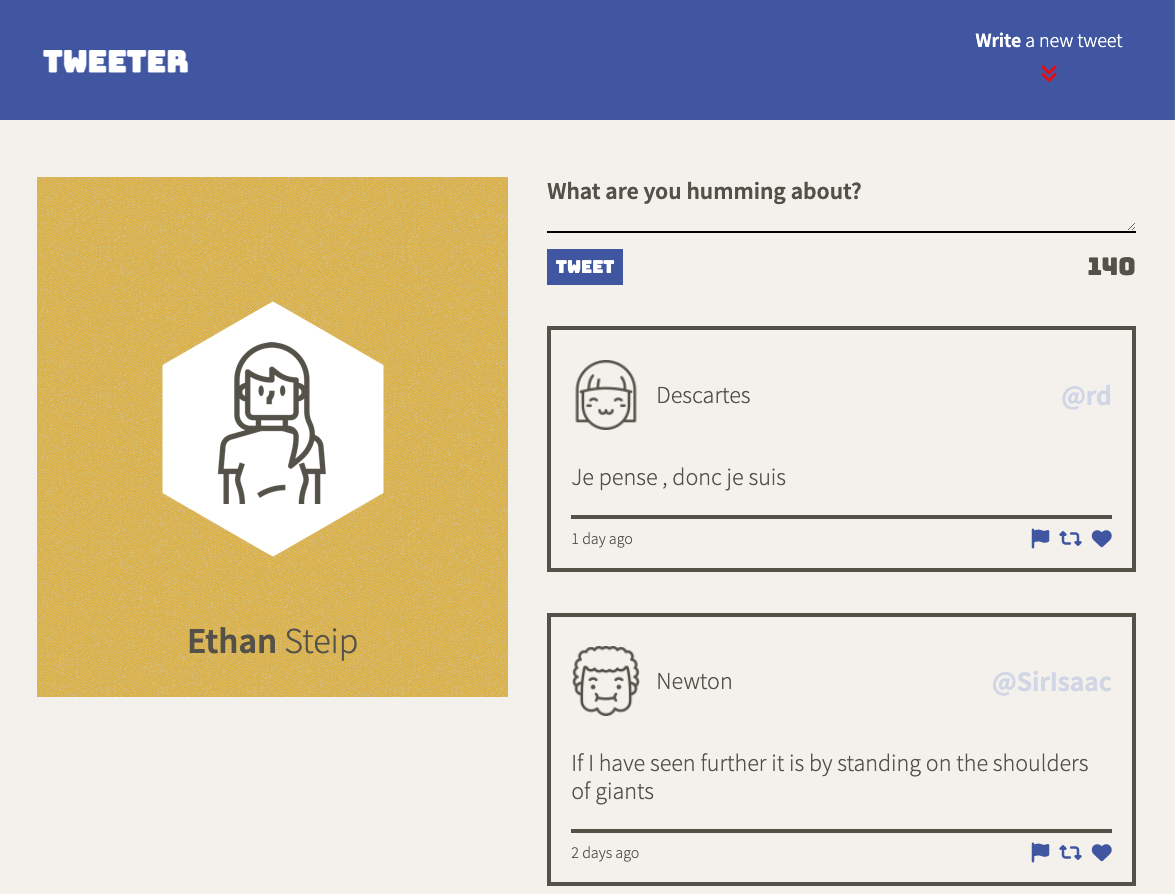 TWEETER
Write a new tweet
Ethan Steip
What are you humming about?
TWEET
140
Descartes
@rd
Je pense , donc je suis
1 day ago
Newton
@SirIsaac
If I have seen further it is by standing on the shoulders
of giants
2 days ago